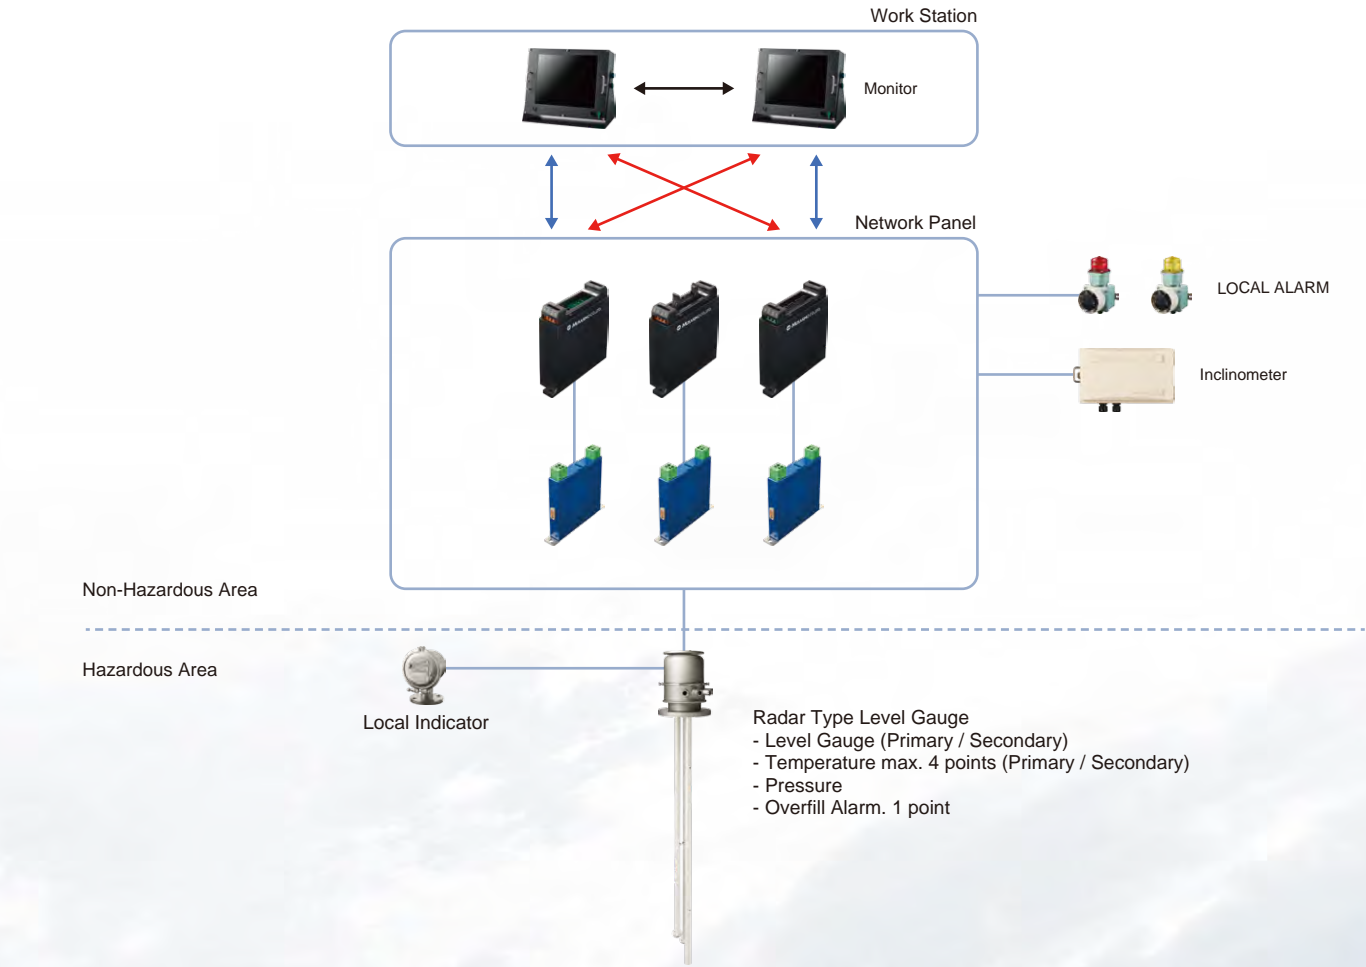 Work Station
Monitor
Network Panel
LOCAL ALARM
Inclinometer
Non-Hazardous Area
Hazardous Area
Local Indicator
Radar Type Level Gauge
- Level Gauge (Primary / Secondary)
- Temperature max. 4 points (Primary / Secondary)
- Pressure
- Overfill Alarm. 1 point